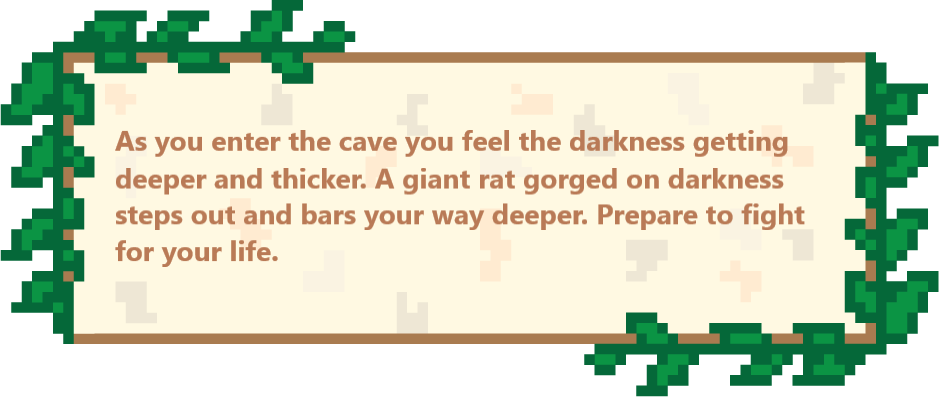 As you enter the cave you feel the darkness getting
deeper and thicker. A giant rat gorged on darkness
steps out and bars your way deeper. Prepare to fight
for your life.